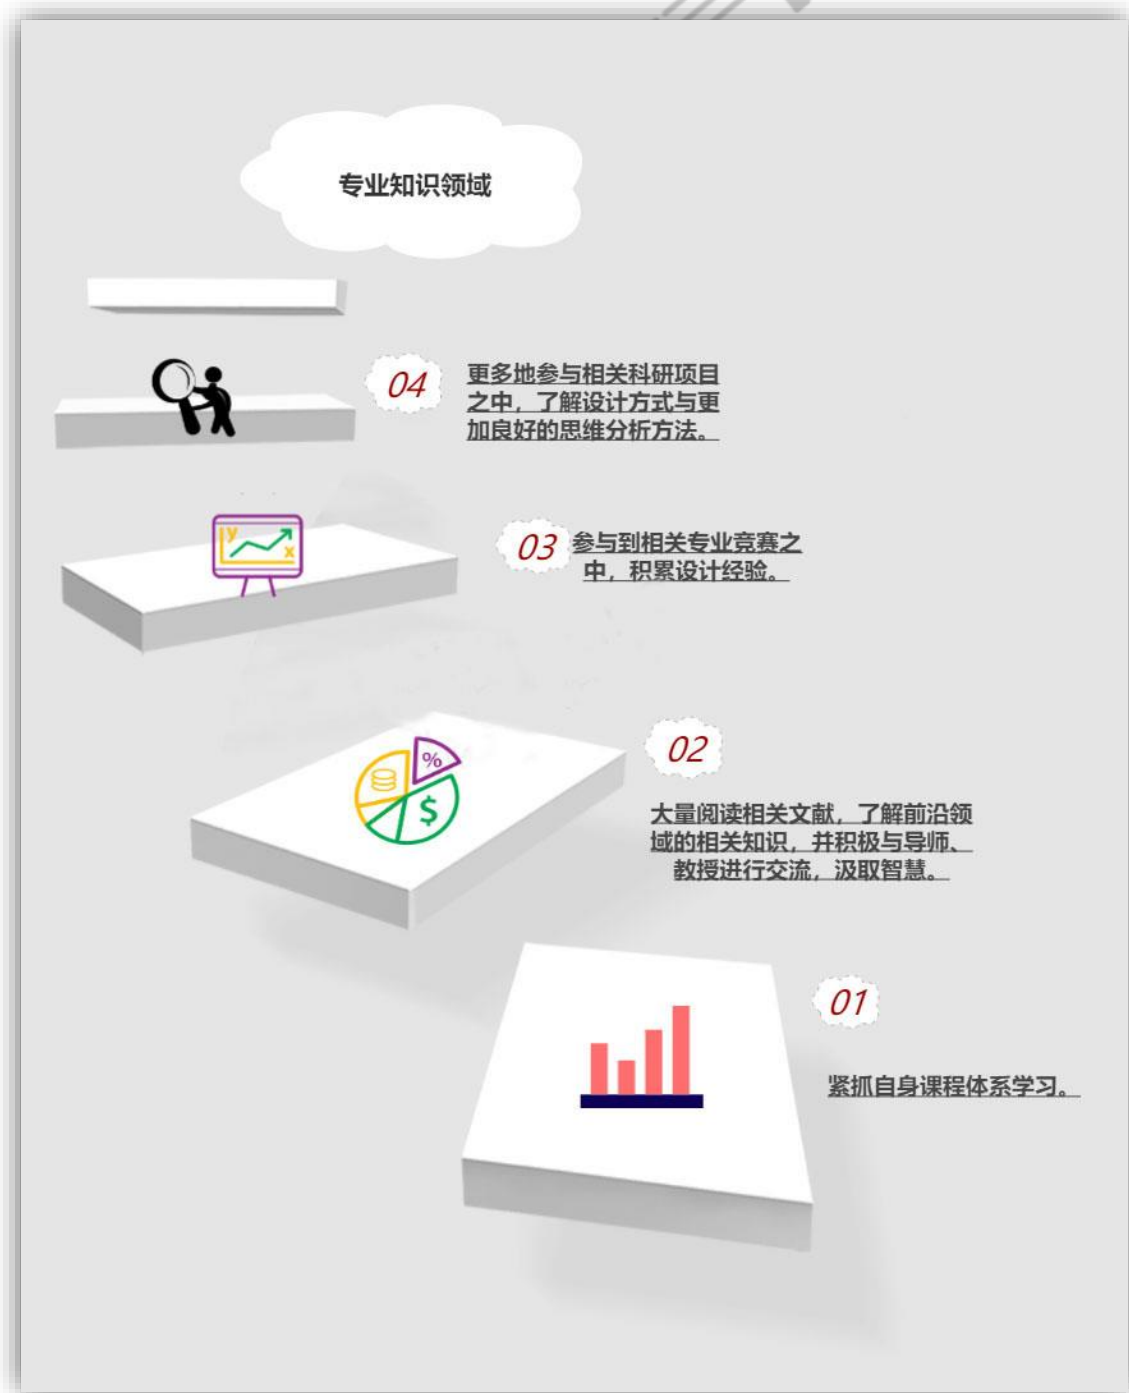 专业知识领域
04
更多地参与相关科研项目
之中，了解设计方式与更
加良好的思维分析方法。
03
参与到相关专业竞赛之
中，积累设计经验。
y
x
02
%
$
大量阅读相关文献，了解前沿领
域的相关知识，并积极与导师、
教授进行交流，汲取智慧。
01
紧抓自身课程体系学习。